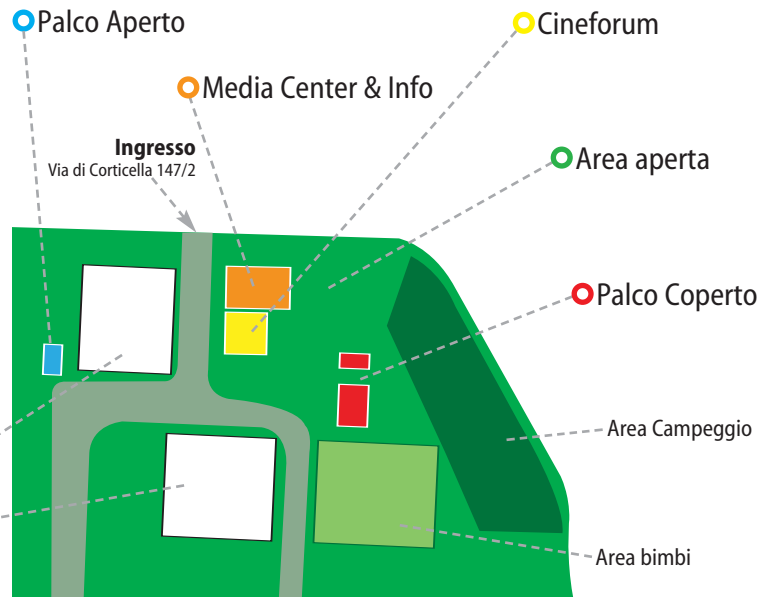 Palco Aperto
Cineforum
Media Center & Info
Ingresso
Via di Corticella 147/2
Area aperta
Palco Coperto
Area Campeggio
Area bimbi